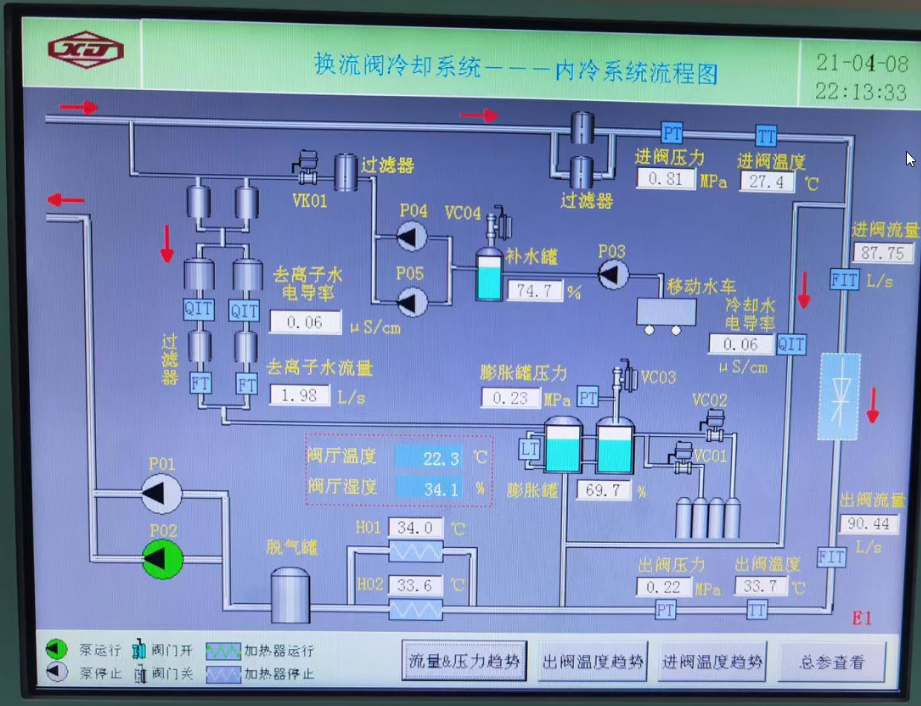 XJ
换流阀冷却系统———内冷系统流程图
21-04-08
22:13:33
PT
TT
进阀压力
0.81 MPa
进阀温度
27.4 ℃
过滤器
VK01
过滤器
P04
VC04
P05
补水罐
74.7 %
P03
移动水车
进阀流量
87.75
FIT L/s
去离子水
电导率
QIT
QIT
0.06 μS/cm
冷却水
电导率
0.06 QIT
μS/cm
过滤器
FT
FT
去离子水流量
1.98 L/s
膨胀罐压力
0.23 MPa
PT
VC03
VC02
VC01
LT
膨胀罐
69.7 %
阀厅温度 22.3 ℃
阀厅湿度 34.1 %
P01
P02
脱气罐
H01 34.0 ℃
H02 33.6 ℃
出阀流量
90.44
L/s
FIT
出阀压力
0.22 MPa
PT
出阀温度
33.7 ℃
TT
E1
泵运行 阀门开 加热器运行
泵停止 阀门关 加热器停止
流量&压力趋势
出阀温度趋势
进阀温度趋势
总参查看